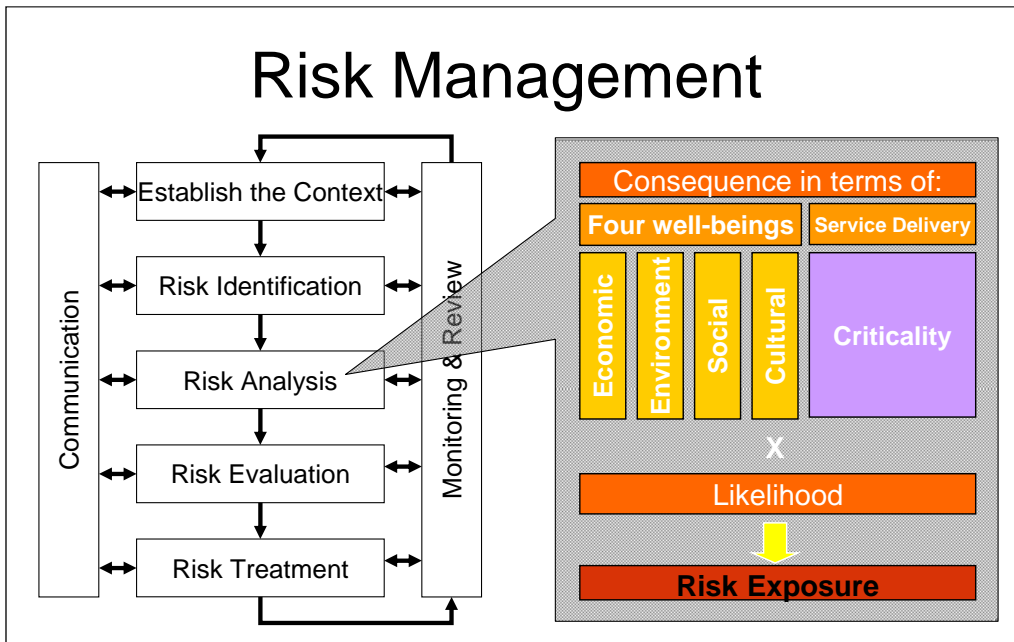 Risk Management
Communication
Establish the Context
Risk Identification
Risk Analysis
Risk Evaluation
Risk Treatment
Monitoring & Review
Consequence in terms of:
Four well-beings
Service Delivery
Economic
Environment
Social
Cultural
Criticality
X
Likelihood
Risk Exposure